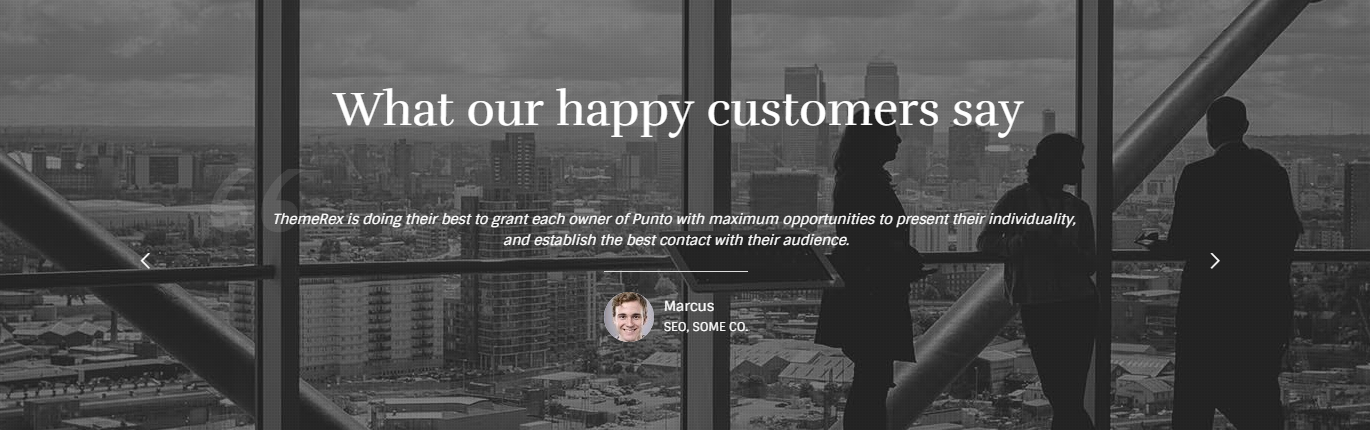 What our happy customers say
“
ThemeRex is doing their best to grant each owner of Punto with maximum opportunities to present their individuality,
and establish the best contact with their audience.
Marcus
SEO, SOME CO.